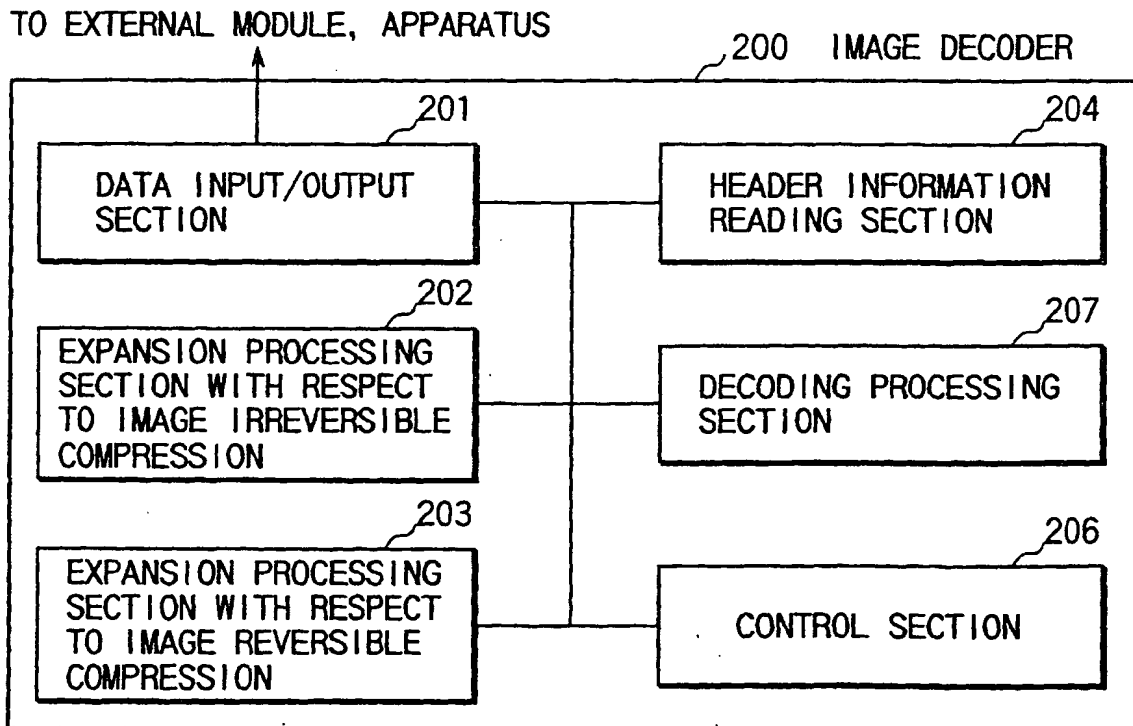 TO EXTERNAL MODULE, APPARATUS
200 IMAGE DECODER
201
DATA INPUT/OUTPUT
SECTION
204
HEADER INFORMATION
READING SECTION
202
EXPANSION PROCESSING
SECTION WITH RESPECT
TO IMAGE IRREVERSIBLE
COMPRESSION
207
DECODING PROCESSING
SECTION
203
EXPANSION PROCESSING
SECTION WITH RESPECT
TO IMAGE REVERSIBLE
COMPRESSION
206
CONTROL SECTION